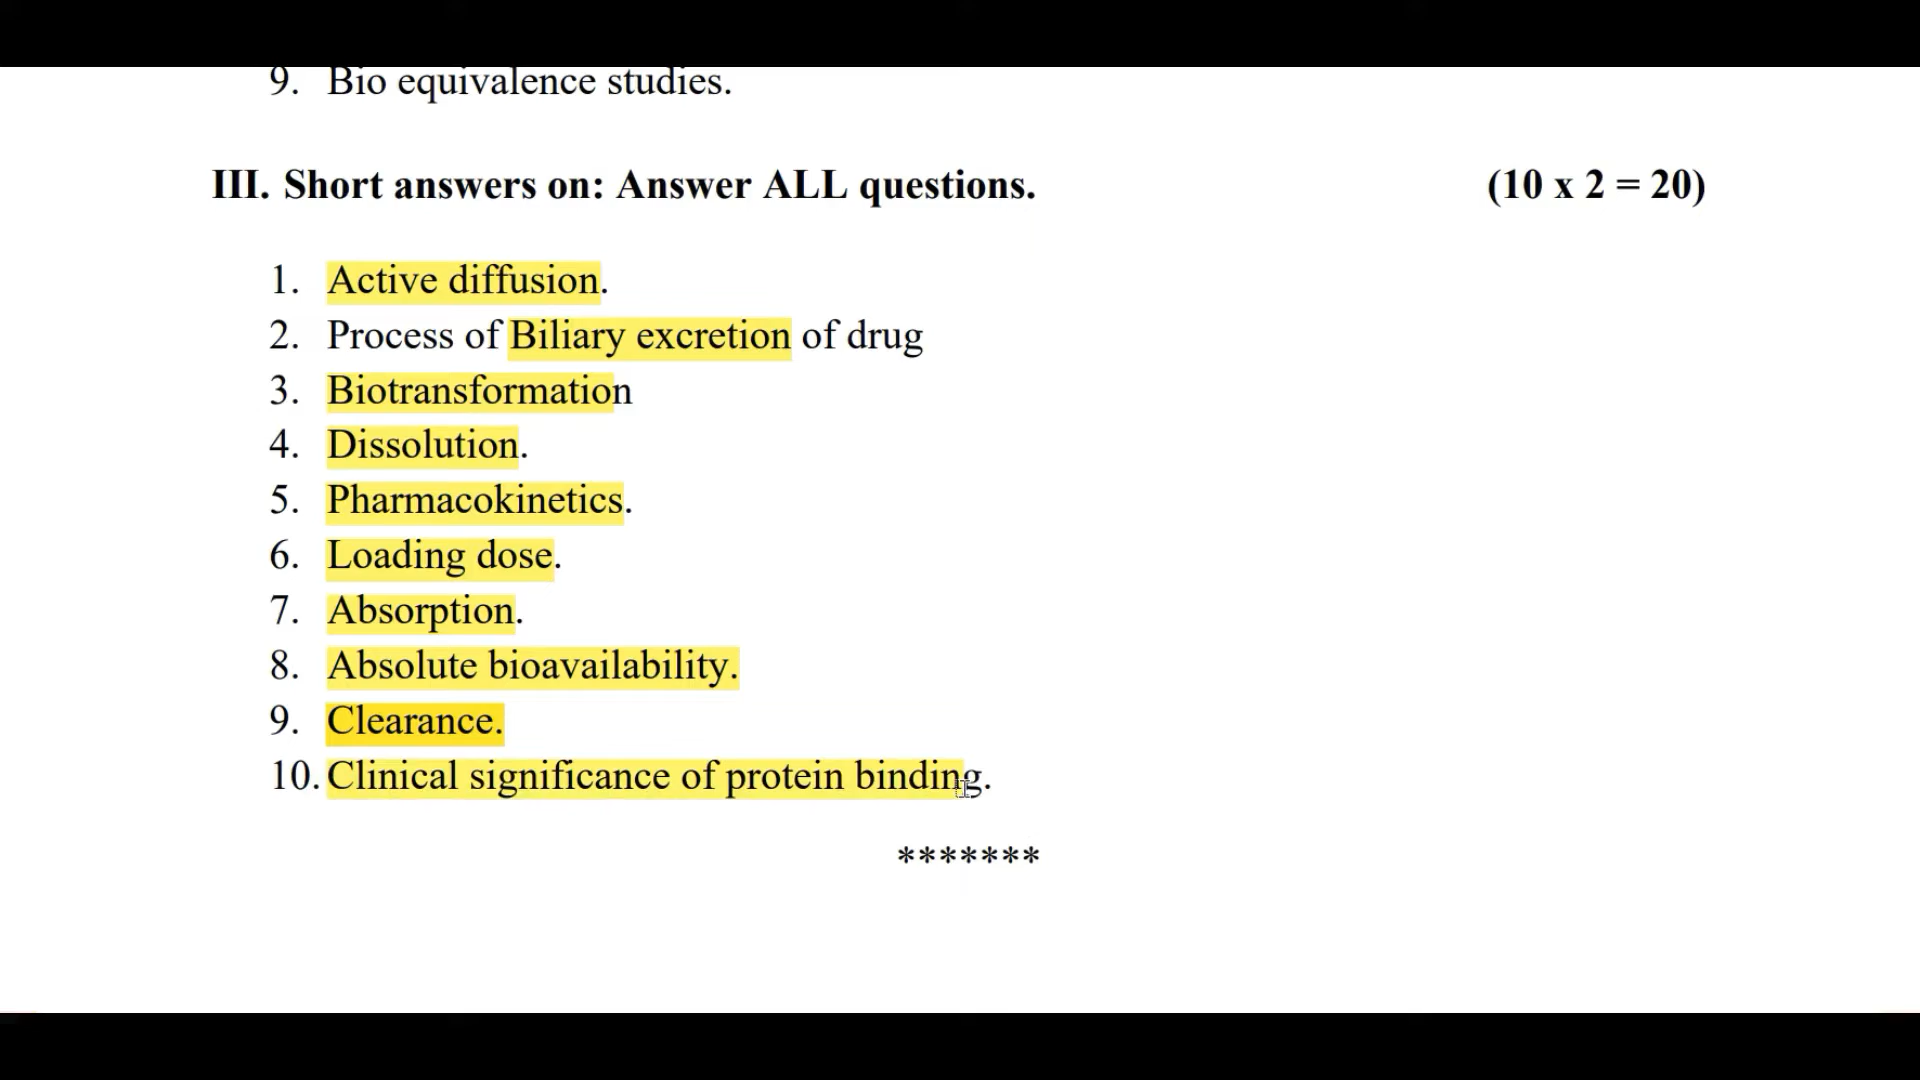 9. Bio equivalence studies.
III. Short answers on: Answer ALL questions. (10 x 2 = 20)
1. Active diffusion.
2. Process of Biliary excretion of drug
3. Biotransformation
4. Dissolution.
5. Pharmacokinetics.
6. Loading dose.
7. Absorption.
8. Absolute bioavailability.
9. Clearance.
10. Clinical significance of protein binding.
*******